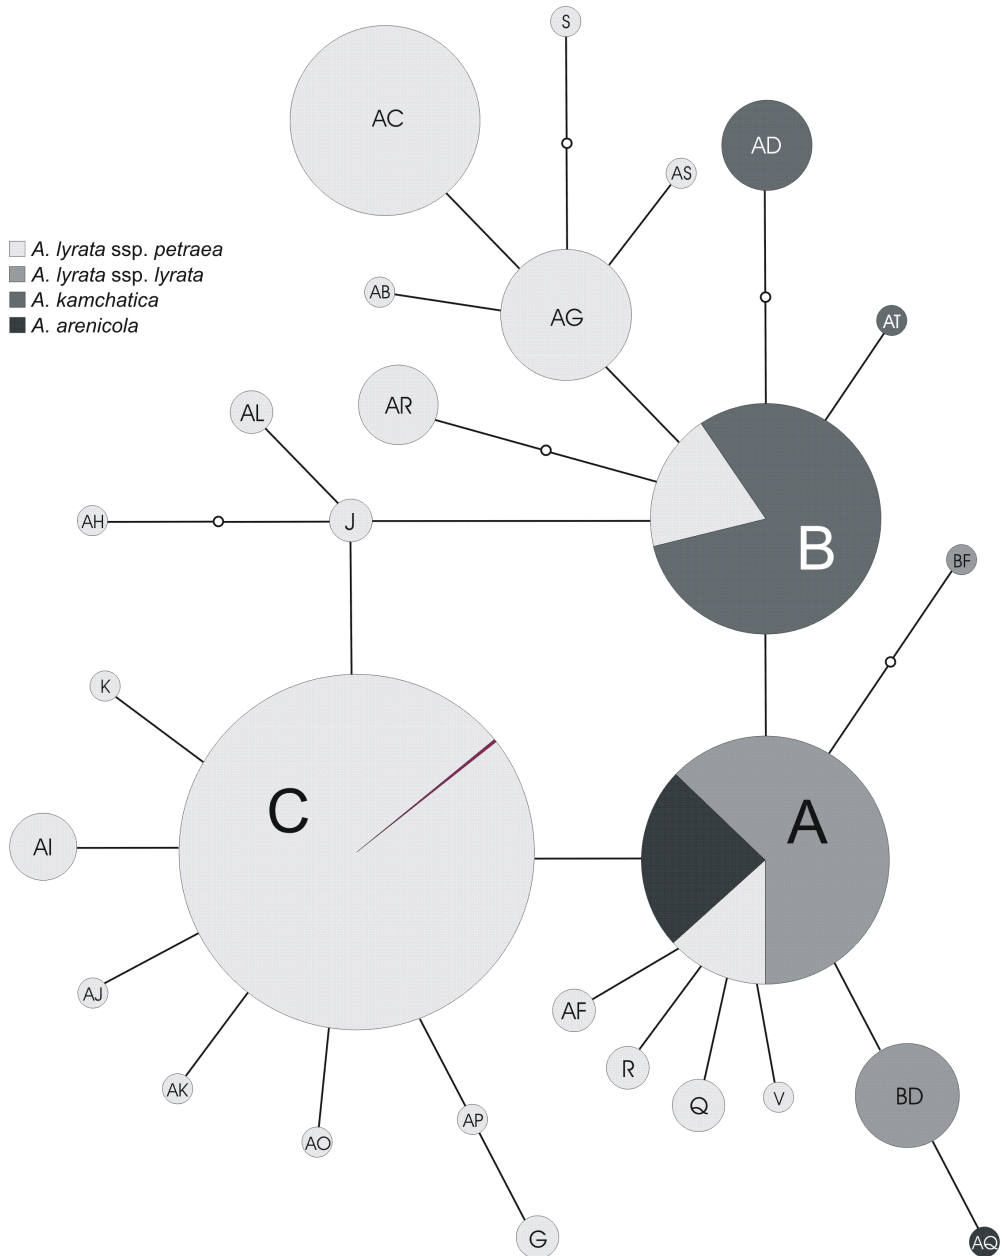 S
AC
AD
AS
A. lyrata ssp. petraea
A. lyrata ssp. lyrata
A. kamchatica
A. arenicola
AB
AG
AT
AR
AL
AH
J
B
BF
K
C
A
AI
AJ
AF
R
Q
V
BD
AK
AO
AP
G
AQ